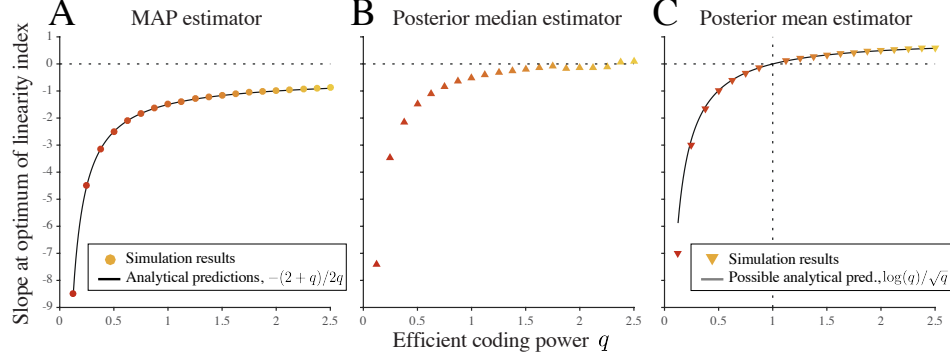 A MAP estimator
B Posterior median estimator
C Posterior mean estimator
Slope at optimum of linearity index
1
0
-1
-2
-3
-4
-5
-6
-7
-8
-9
Simulation results
Analytical predictions, −(2 + q)/2q
0 0.5 1 1.5 2 2.5
0 0.5 1 1.5 2 2.5
Simulation results
Possible analytical pred., log(q)/√q
0 0.5 1 1.5 2 2.5
Efficient coding power q